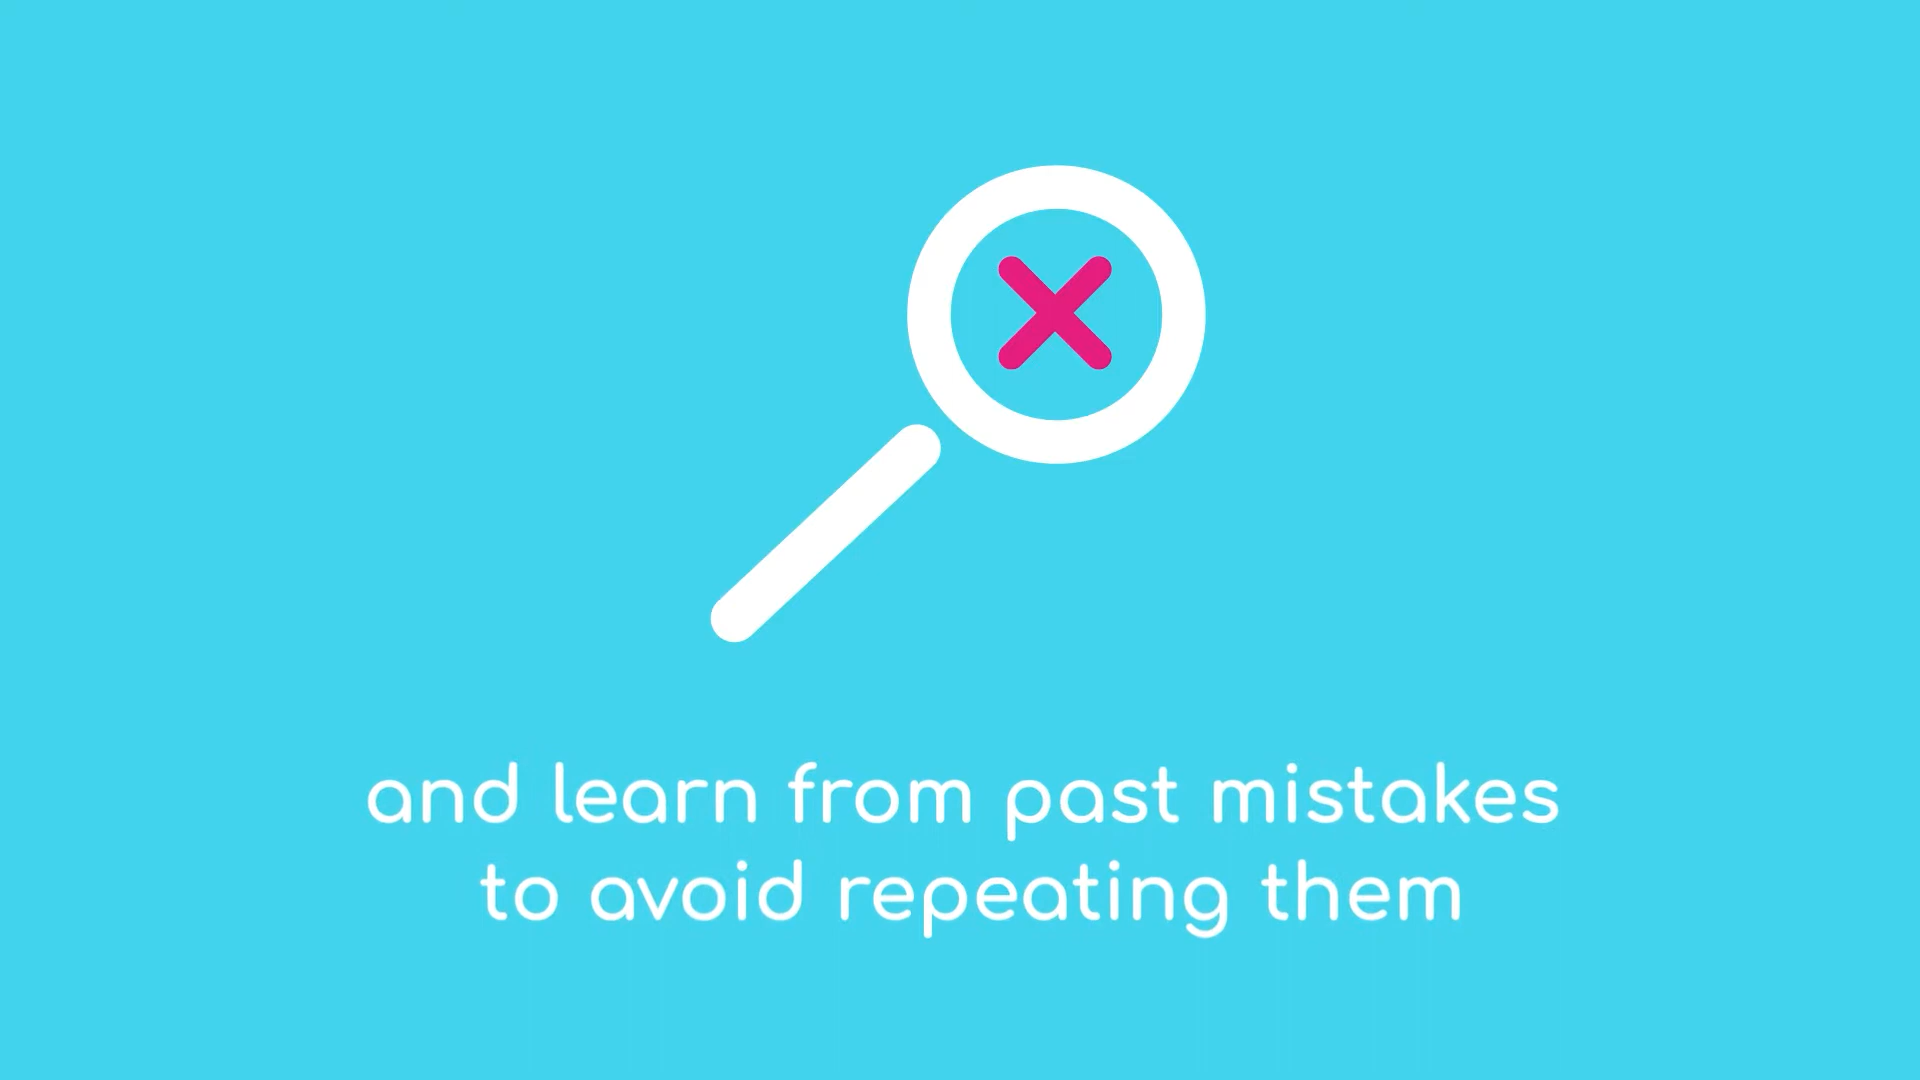 and learn from past mistakes
to avoid repeating them